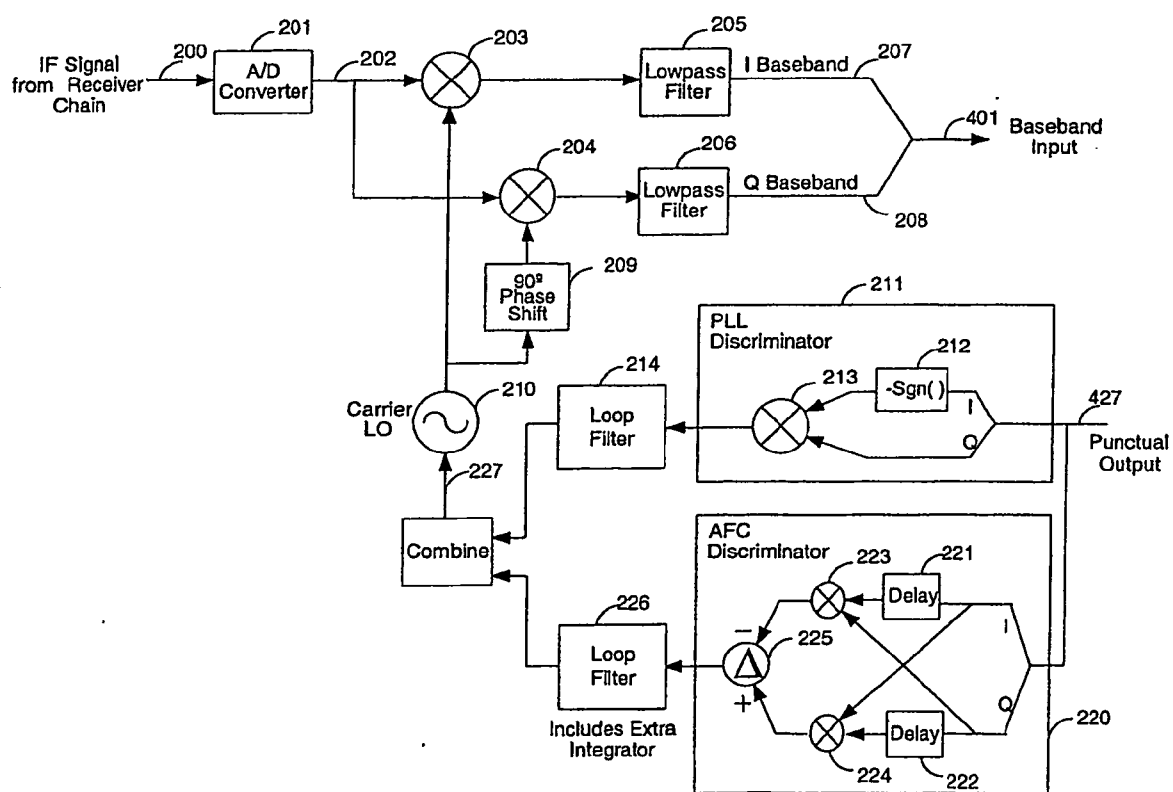 IF Signal
from Receiver
Chain
200
201
A/D
Converter
202
203
205
Lowpass
Filter
I Baseband
207
401
Baseband
Input
204
206
Lowpass
Filter
Q Baseband
208
209
90º
Phase
Shift
210
Carrier
LO
227
Combine
214
Loop
Filter
211
PLL
Discriminator
212
-Sgn( )
213
I
Q
427
Punctual
Output
AFC
Discriminator
221
Delay
223
I
225
Δ
−
+
226
Loop
Filter
Includes Extra
Integrator
Q
Delay
224
222
220